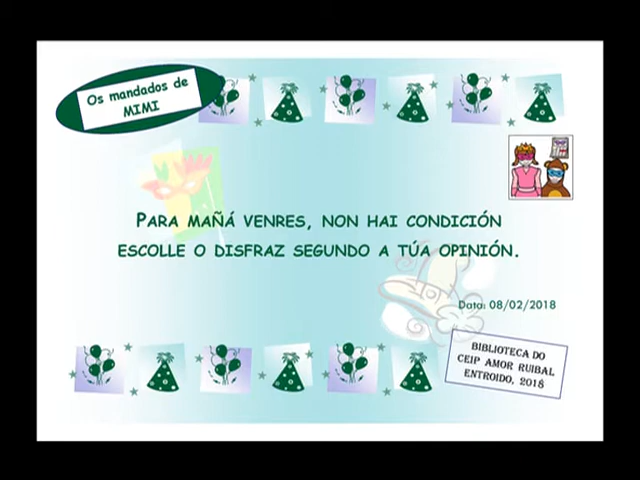 Os mandados de
MIMI
PARA MAÑÁ VENRES, NON HAI CONDICIÓN
ESCOLLE O DISFRAZ SEGUNDO A TÚA OPINIÓN.
Data: 08/02/2018
BIBLIOTECA DO
CEIP AMOR RUIBAL
ENTROIDO, 2018